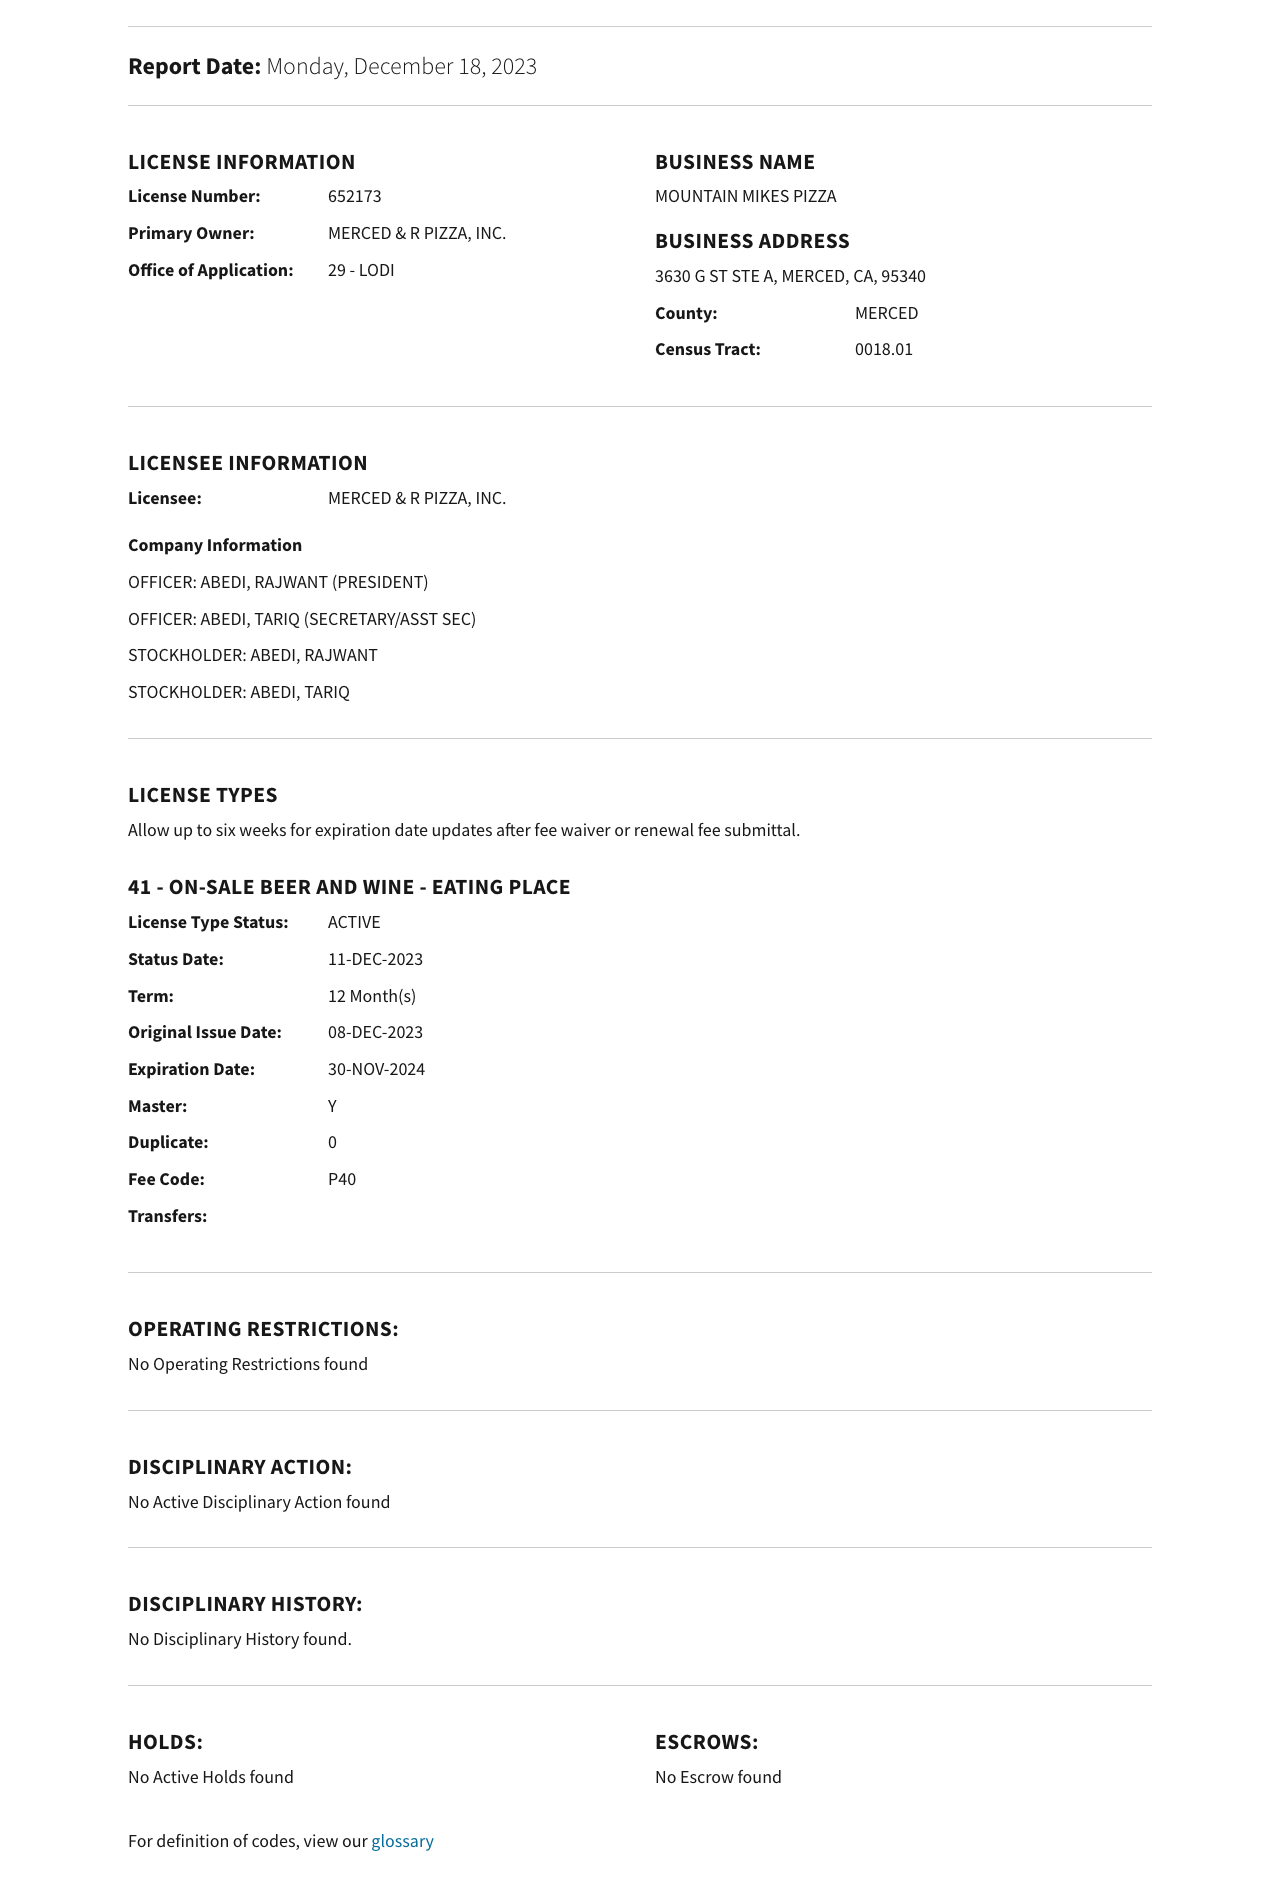 Report Date: Monday, December 18, 2023
LICENSE INFORMATION
License Number: 652173
Primary Owner: MERCED & R PIZZA, INC.
Office of Application: 29 - LODI
BUSINESS NAME
MOUNTAIN MIKES PIZZA
BUSINESS ADDRESS
3630 G ST STE A, MERCED, CA, 95340
County: MERCED
Census Tract: 0018.01
LICENSEE INFORMATION
Licensee: MERCED & R PIZZA, INC.
Company Information
OFFICER: ABEDI, RAJWANT (PRESIDENT)
OFFICER: ABEDI, TARIQ (SECRETARY/ASST SEC)
STOCKHOLDER: ABEDI, RAJWANT
STOCKHOLDER: ABEDI, TARIQ
LICENSE TYPES
Allow up to six weeks for expiration date updates after fee waiver or renewal fee submittal.
41 - ON-SALE BEER AND WINE - EATING PLACE
License Type Status: ACTIVE
Status Date: 11-DEC-2023
Term: 12 Month(s)
Original Issue Date: 08-DEC-2023
Expiration Date: 30-NOV-2024
Master: Y
Duplicate: 0
Fee Code: P40
Transfers:
OPERATING RESTRICTIONS:
No Operating Restrictions found
DISCIPLINARY ACTION:
No Active Disciplinary Action found
DISCIPLINARY HISTORY:
No Disciplinary History found.
HOLDS:
No Active Holds found
ESCROWS:
No Escrow found
For definition of codes, view our glossary